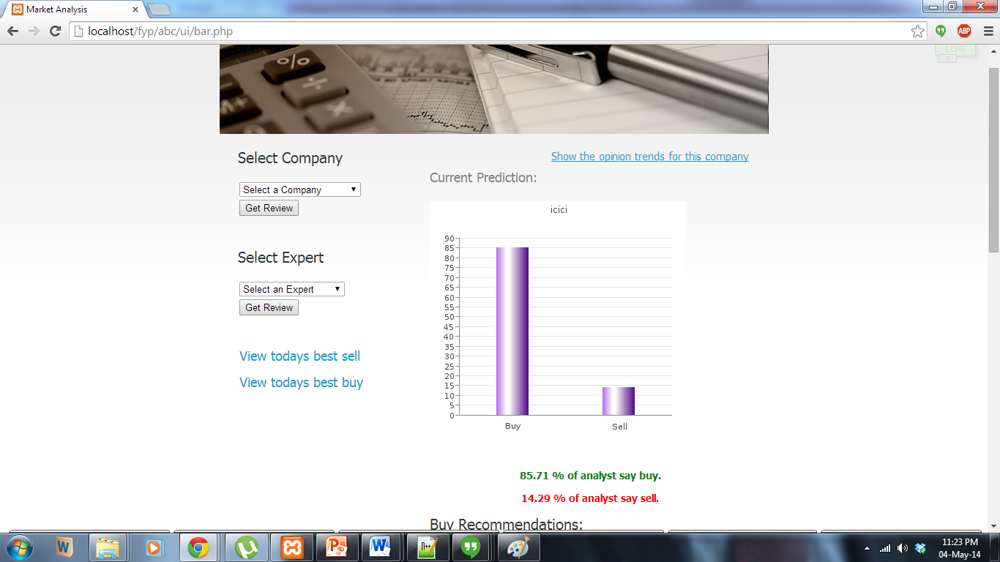 Market Analysis
localhost/fyp/abc/ui/bar.php
ABP
LOW
5
%
÷
M+
×
Select Company
Show the opinion trends for this company
Current Prediction:
Select a Company
Get Review
icici
90
85
80
75
70
65
60
55
50
45
40
35
30
25
20
15
10
5
0
Buy
Sell
Select Expert
Select an Expert
Get Review
View todays best sell
View todays best buy
85.71 % of analyst say buy.
14.29 % of analyst say sell.
Buy Recommendations:
11:23 PM
04-May-14